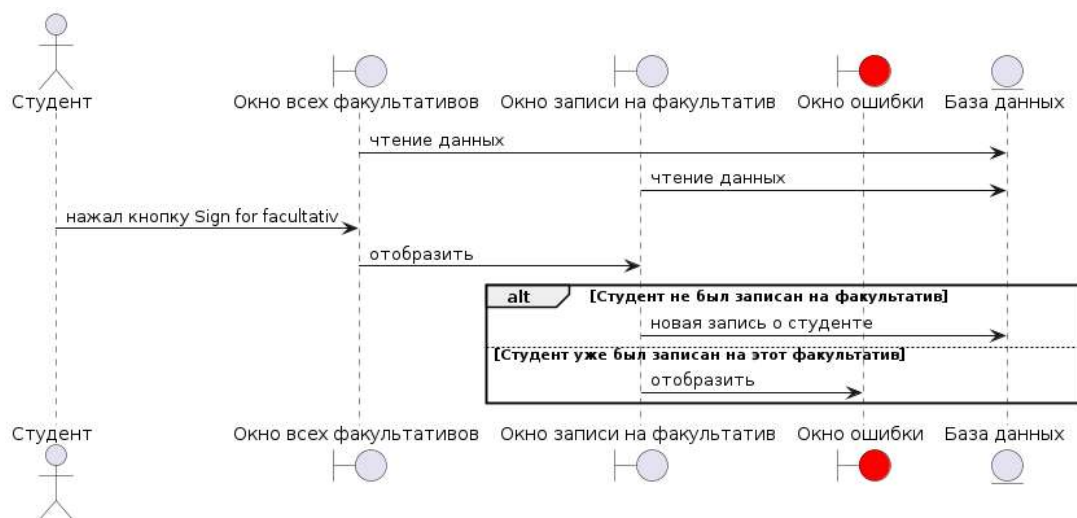 Студент
Окно всех факультативов
Окно записи на факультатив
Окно ошибки
База данных
чтение данных
чтение данных
нажал кнопку Sign for facultativ
отобразить
alt
[Студент не был записан на факультатив]
новая запись о студенте
[Студент уже был записан на этот факультатив]
отобразить
Студент
Окно всех факультативов
Окно записи на факультатив
Окно ошибки
База данных